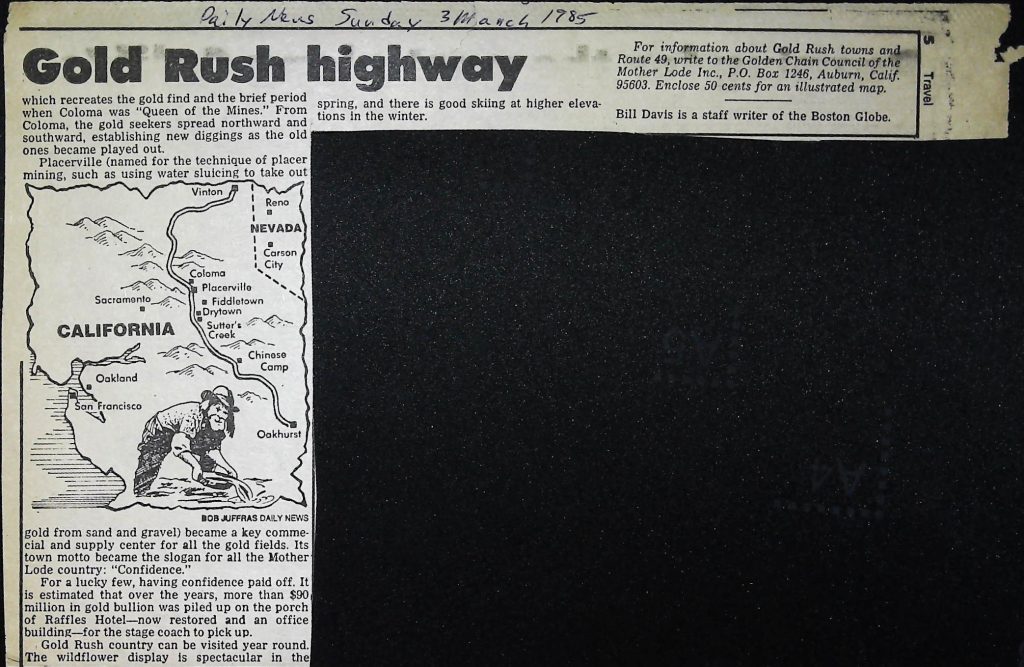 Daily News Sunday 3 March 1985
Gold Rush highway
which recreates the gold find and the brief period
when Coloma was “Queen of the Mines.” From
Coloma, the gold seekers spread northward and
southward, establishing new diggings as the old
ones became played out.
Placerville (named for the technique of placer
mining, such as using water sluicing to take out
Vinton
Reno
NEVADA
Carson
City
Coloma
Placerville
Sacramento
Fiddletown
Drytown
CALIFORNIA
Sutter's
Creek
Chinese
Camp
Oakland
San Francisco
Oakhurst
BOB JUFFRAS DAILY NEWS
gold from sand and gravel) became a key comme-
cial and supply center for all the gold fields. Its
town motto became the slogan for all the Mother
Lode country: “Confidence.”
For a lucky few, having confidence paid off. It
is estimated that over the years, more than $90
million in gold bullion was piled up on the porch
of Raffles Hotel—now restored and an office
building—for the stage coach to pick up.
Gold Rush country can be visited year round.
The wildflower display is spectacular in the
spring, and there is good skiing at higher eleva-
tions in the winter.
For information about Gold Rush towns and
Route 49, write to the Golden Chain Council of the
Mother Lode Inc., P.O. Box 1246, Auburn, Calif.
95603. Enclose 50 cents for an illustrated map.
Bill Davis is a staff writer of the Boston Globe.
5
Travel